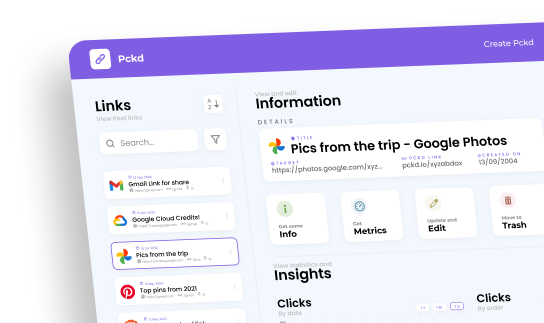 Pckd
Create Pckd
Links
View Past links
Search...
Gmail Link for share
Google Cloud Credits!
Pics from the trip
Top pins from 2021
View and edit
Information
DETAILS
TITLE
Pics from the trip - Google Photos
TARGET
https://photos.google.com/xyz...
PCKD LINK
pckd.io/xyzabdax
CREATED ON
13/09/2004
Get some
Info
Get
Metrics
Update and
Edit
Move to
Trash
View statistics and
Insights
Clicks
By date
Clicks
By order